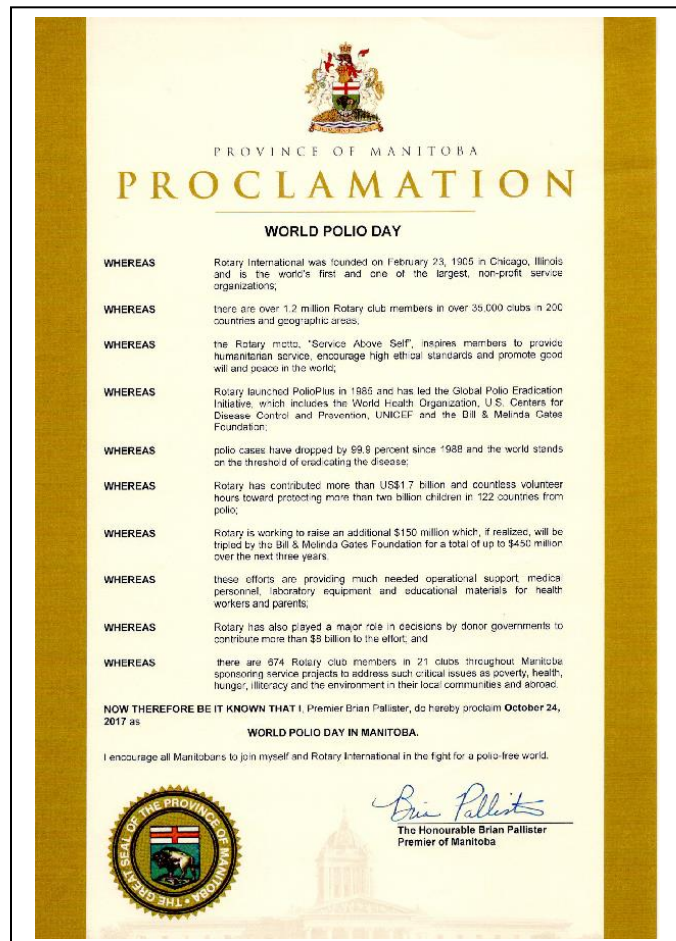 PROVINCE OF MANITOBA
PROCLAMATION
WORLD POLIO DAY
WHEREAS Rotary International was founded on February 23, 1905 in Chicago, Illinois
and is the world's first and one of the largest, non-profit service
organizations;
WHEREAS there are over 1.2 million Rotary club members in over 35,000 clubs in 200
countries and geographic areas;
WHEREAS the Rotary motto, "Service Above Self", inspires members to provide
humanitarian service, encourage high ethical standards and promote good
will and peace in the world;
WHEREAS Rotary launched PolioPlus in 1985 and has led the Global Polio Eradication
Initiative, which includes the World Health Organization, U.S. Centers for
Disease Control and Prevention, UNICEF and the Bill & Melinda Gates
Foundation;
WHEREAS polio cases have dropped by 99.9 percent since 1988 and the world stands
on the threshold of eradicating the disease;
WHEREAS Rotary has contributed more than US$1.7 billion and countless volunteer
hours toward protecting more than two billion children in 122 countries from
polio;
WHEREAS Rotary is working to raise an additional $150 million which, if realized, will be
tripled by the Bill & Melinda Gates Foundation for a total of up to $450 million
over the next three years.
WHEREAS these efforts are providing much needed operational support, medical
personnel, laboratory equipment and educational materials for health
workers and parents;
WHEREAS Rotary has also played a major role in decisions by donor governments to
contribute more than $8 billion to the effort; and
WHEREAS there are 674 Rotary club members in 21 clubs throughout Manitoba
sponsoring service projects to address such critical issues as poverty, health,
hunger, illiteracy and the environment in their local communities and abroad.
NOW THEREFORE BE IT KNOWN THAT I, Premier Brian Pallister, do hereby proclaim October 24,
2017 as
WORLD POLIO DAY IN MANITOBA.
I encourage all Manitobans to join myself and Rotary International in the fight for a polio-free world.
Brian Pallister
The Honourable Brian Pallister
Premier of Manitoba
THE GREAT SEAL OF THE PROVINCE OF MANITOBA